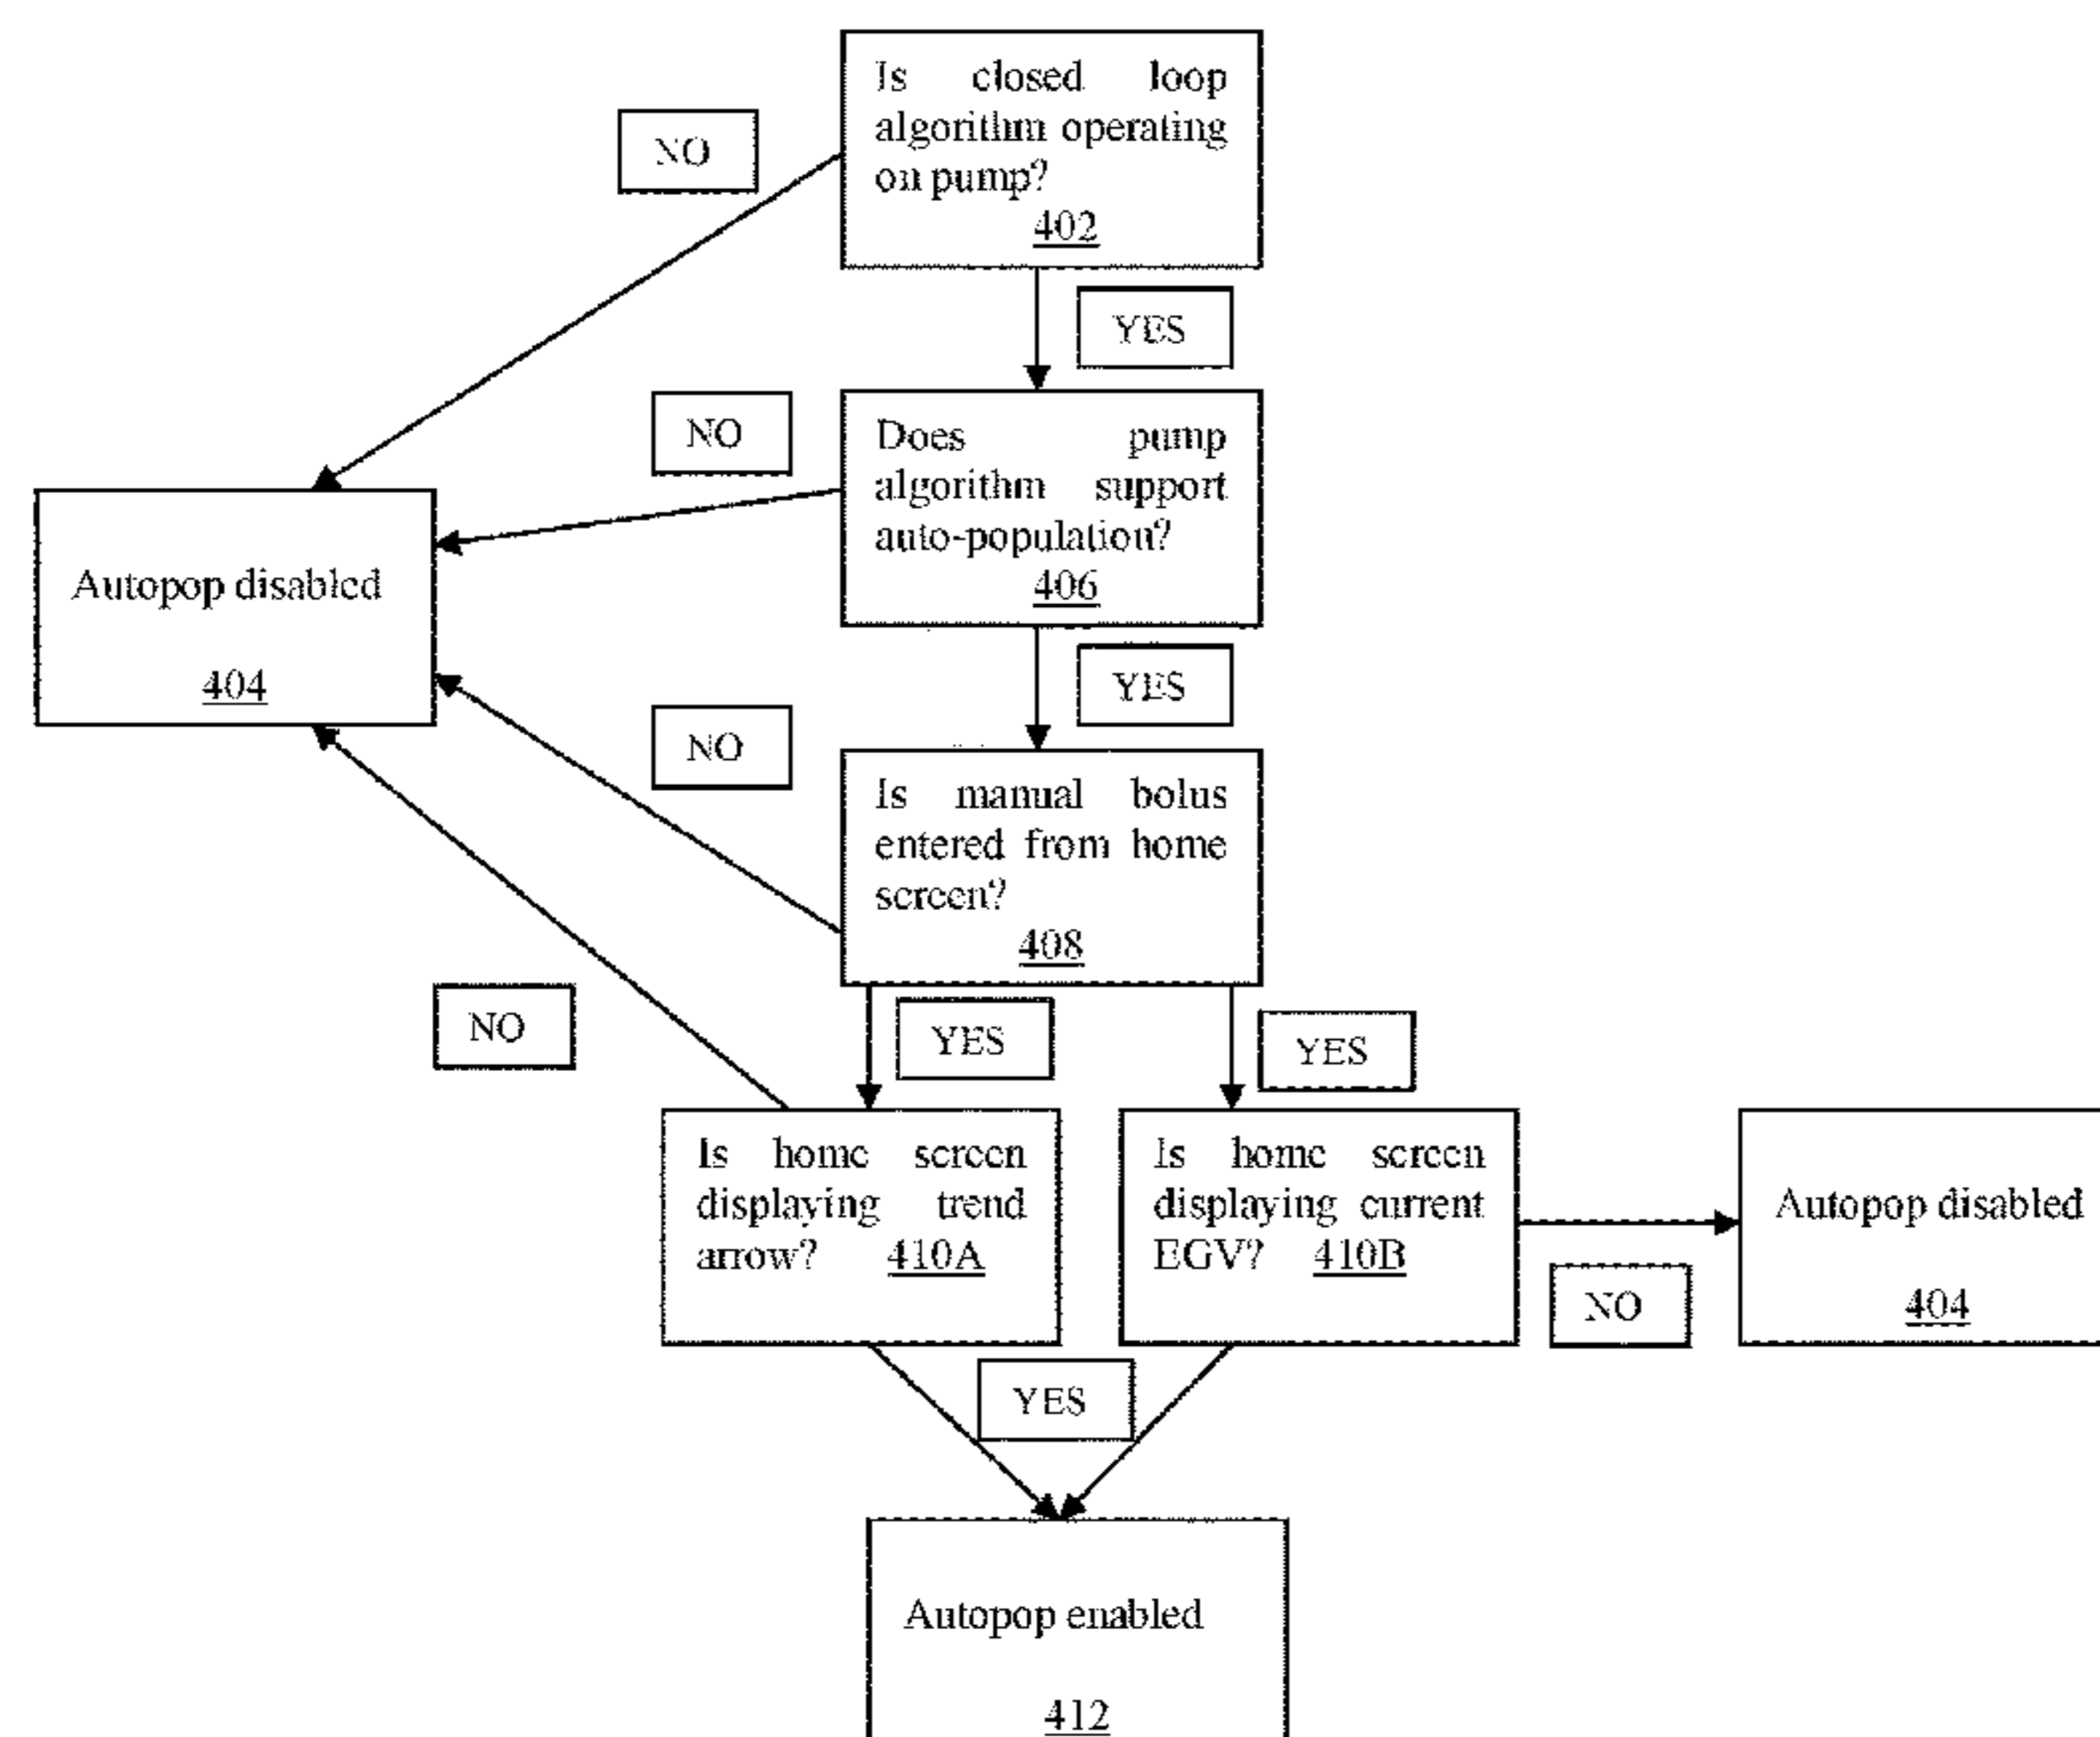 Is closed loop
algorithm operating
on pump?
402
NO
YES
Does pump
algorithm support
auto-population?
406
NO
Autopop disabled
404
YES
NO
Is manual bolus
entered from home
screen?
408
NO
YES
YES
Is home screen
displaying trend
arrow? 410A
Is home screen
displaying current
EGV? 410B
Autopop disabled
404
NO
YES
Autopop enabled
412